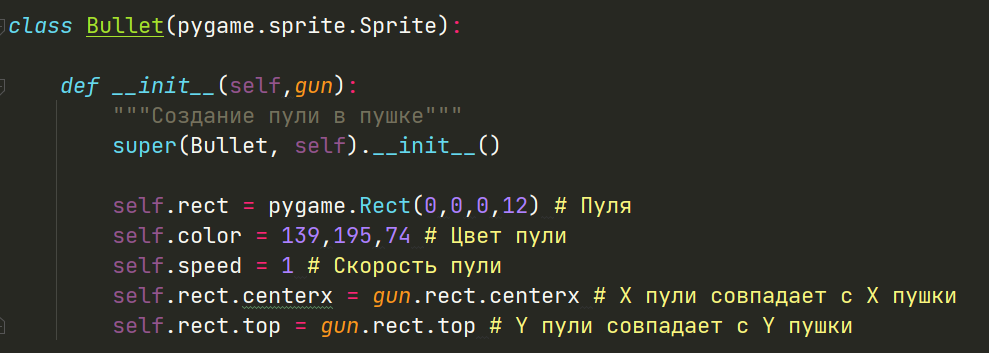 class Bullet(pygame.sprite.Sprite):
def __init__(self,gun):
"""Создание пули в пушке"""
super(Bullet, self).__init__()
self.rect = pygame.Rect(0,0,0,12) # Пуля
self.color = 139,195,74 # Цвет пули
self.speed = 1 # Скорость пули
self.rect.centerx = gun.rect.centerx # X пули совпадает с X пушки
self.rect.top = gun.rect.top # Y пули совпадает с Y пушки